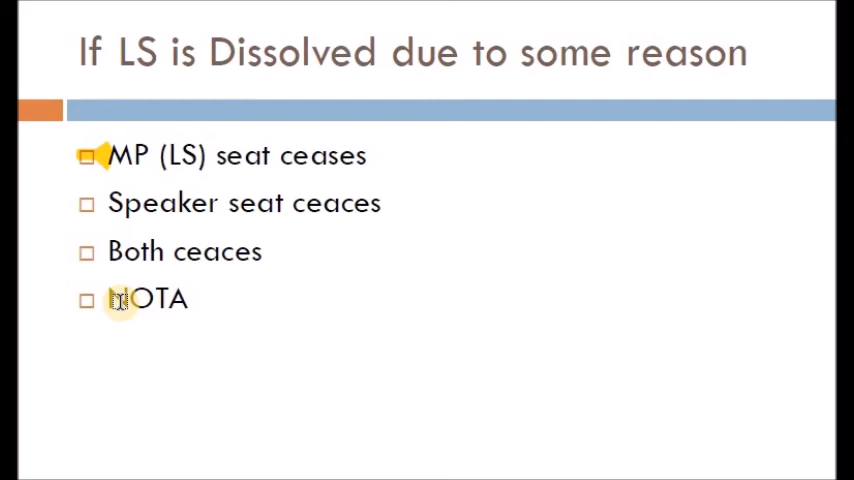 If LS is Dissolved due to some reason
MP (LS) seat ceases
Speaker seat ceaces
Both ceaces
NOTA